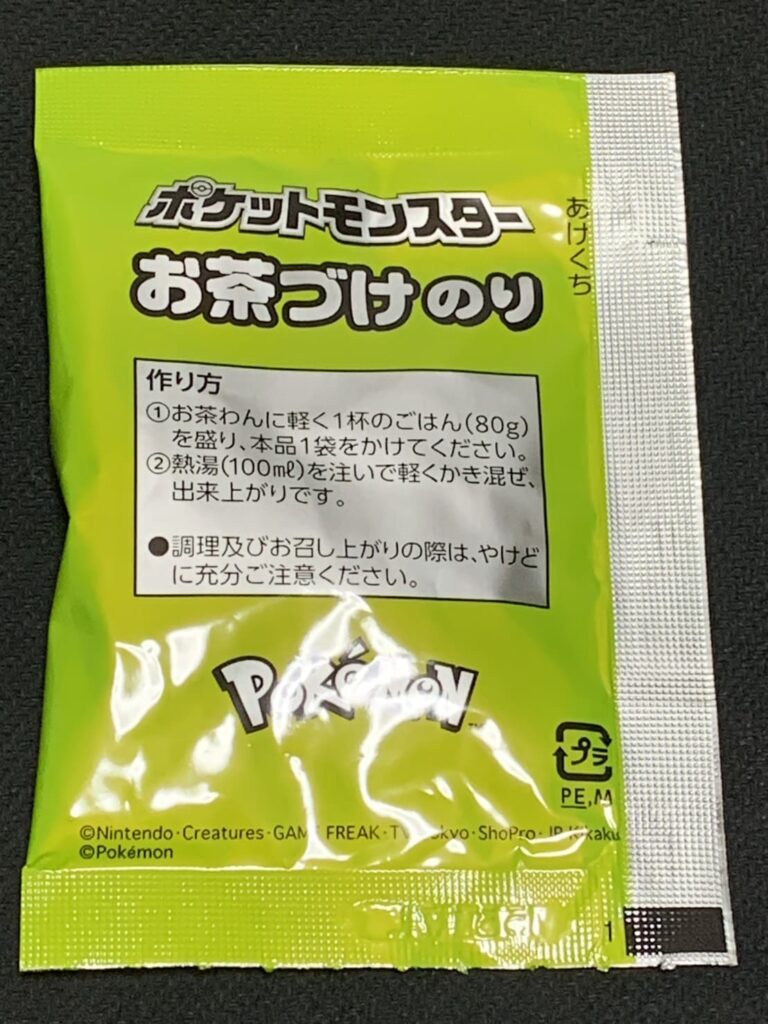 ポケットモンスター
お茶づけのり
あけくち
作り方
①お茶わんに軽く1杯のごはん(80g)
を盛り、本品1袋をかけてください。
②熱湯(100㎖)を注いで軽くかき混ぜ、
出来上がりです。
●調理及びお召し上がりの際は、やけど
に充分ご注意ください。
POKéMON
プラ
PE,M
©Nintendo・Creatures・GAME FREAK・TV Tokyo・ShoPro・JR Kikaku
©Pokémon
1